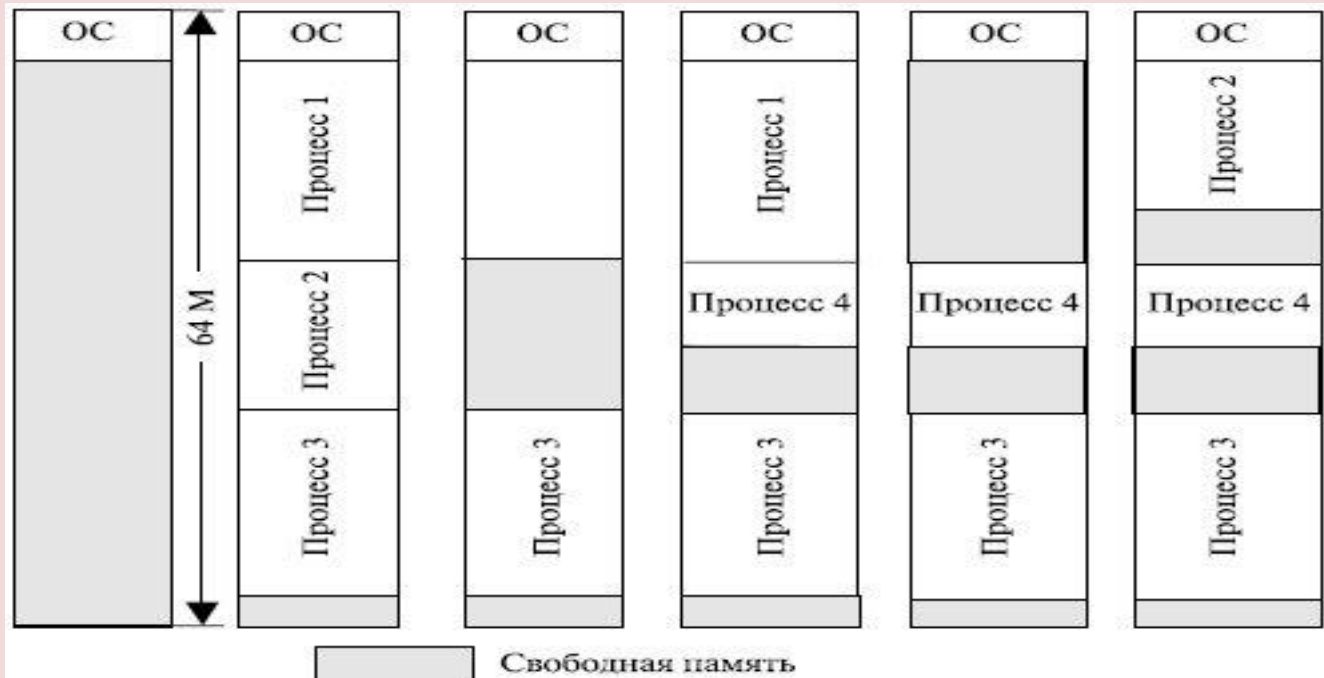 ОС
64 М
ОС
Процесс 1
Процесс 2
Процесс 3
ОС
Процесс 3
ОС
Процесс 1
Процесс 4
Процесс 3
ОС
Процесс 4
Процесс 3
ОС
Процесс 2
Процесс 4
Процесс 3
Свободная память